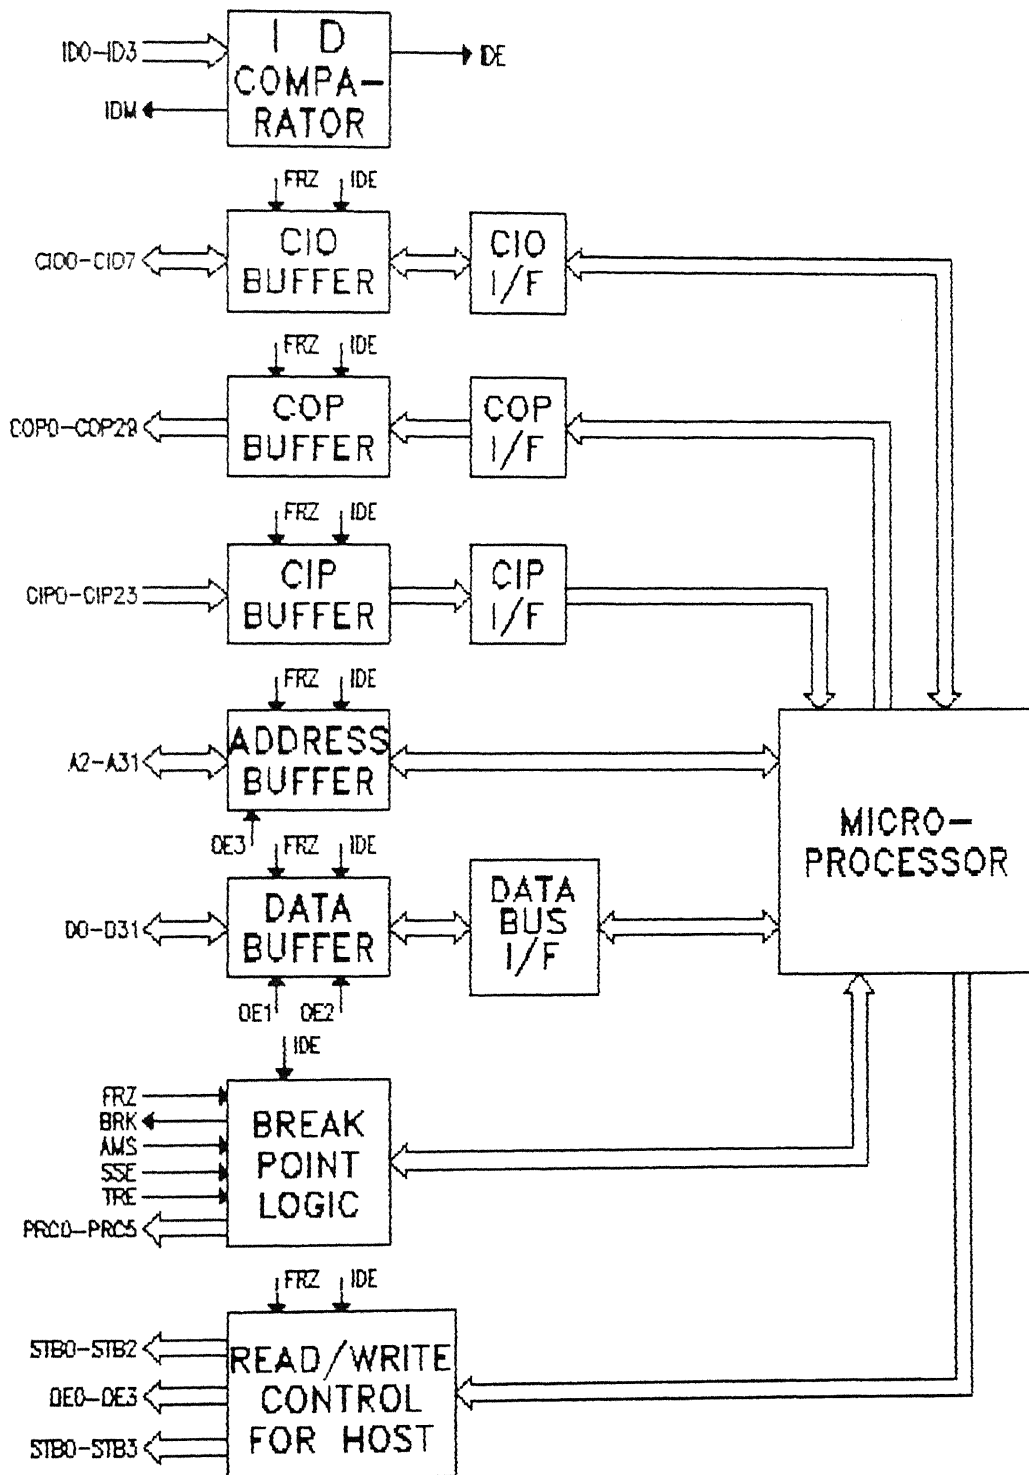 ID0-ID3
I D
COMPA-
RATOR
IDE
IDM
FRZ IDE
CIO0-CIO7
CIO
BUFFER
CIO
I/F
FRZ IDE
COP0-COP29
COP
BUFFER
COP
I/F
FRZ IDE
CIP0-CIP23
CIP
BUFFER
CIP
I/F
FRZ IDE
A2-A31
ADDRESS
BUFFER
OE3
MICRO-
PROCESSOR
FRZ IDE
D0-D31
DATA
BUFFER
DATA
BUS
I/F
OE1 OE2
IDE
FRZ
BRK
AMS
SSE
TRE
PRC0-PRC5
BREAK
POINT
LOGIC
FRZ IDE
STB0-STB2
OE0-OE3
STB0-STB3
READ/WRITE
CONTROL
FOR HOST